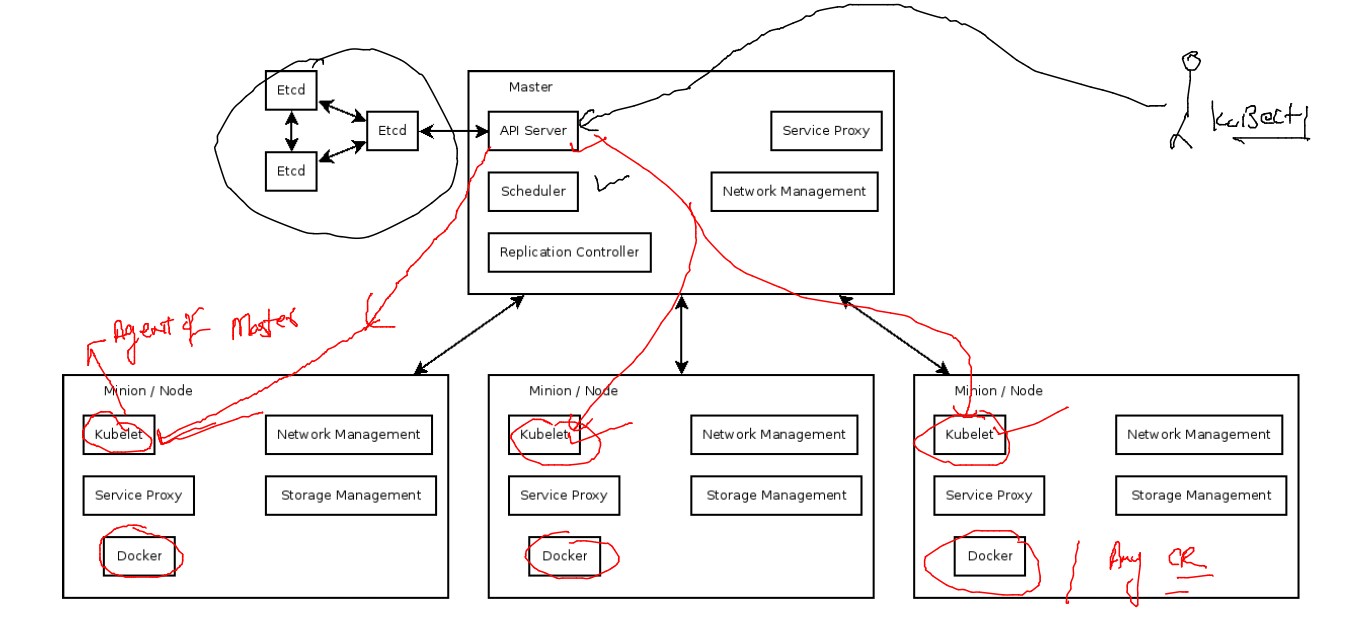 Etcd
Etcd
Etcd
Master
API Server
Service Proxy
Scheduler
Network Management
Replication Controller
kuBectl
Agent of Master
Minion / Node
Kubelet
Network Management
Service Proxy
Storage Management
Docker
Minion / Node
Kubelet
Network Management
Service Proxy
Storage Management
Docker
Minion / Node
Kubelet
Network Management
Service Proxy
Storage Management
Docker
/ Any CR